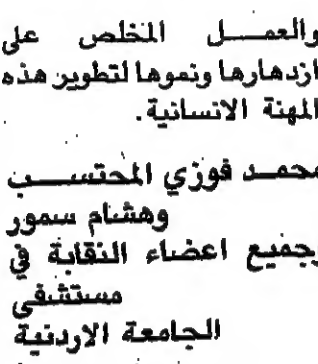 والعمل المخلص على
ازدهارها ونموها لتطوير هذه
المهنة الانسانية.
محمد فوزي المحتسب
وهشام سمور
وجميع اعضاء النقابة في
مستشفى
الجامعة الاردنية